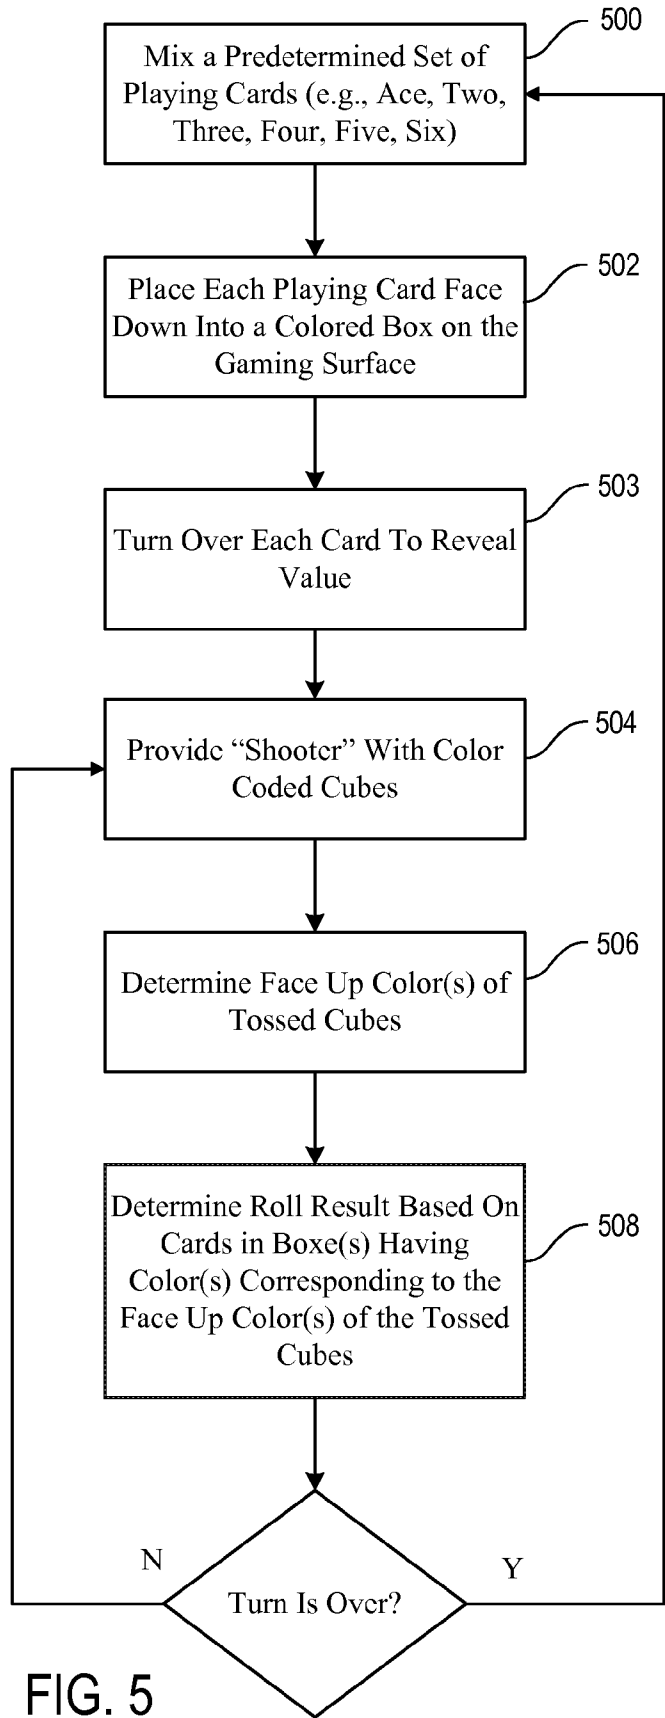 500
Mix a Predetermined Set of
Playing Cards (e.g., Ace, Two,
Three, Four, Five, Six)
502
Place Each Playing Card Face
Down Into a Colored Box on the
Gaming Surface
503
Turn Over Each Card To Reveal
Value
504
Provide “Shooter” With Color
Coded Cubes
506
Determine Face Up Color(s) of
Tossed Cubes
508
Determine Roll Result Based On
Cards in Boxe(s) Having
Color(s) Corresponding to the
Face Up Color(s) of the Tossed
Cubes
N
Y
Turn Is Over?
FIG. 5